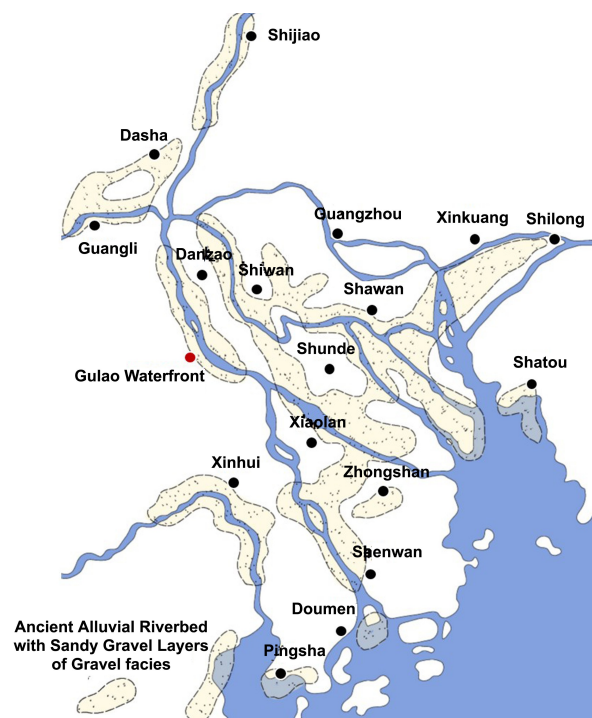 Shijiao
Dasha
Guangzhou
Xinkuang
Shilong
Guangli
Danzao
Shiwan
Shawan
Shunde
Shatou
Gulao Waterfront
Xiaolan
Xinhui
Zhongshan
Shenwan
Doumen
Ancient Alluvial Riverbed
with Sandy Gravel Layers
of Gravel facies
Pingsha